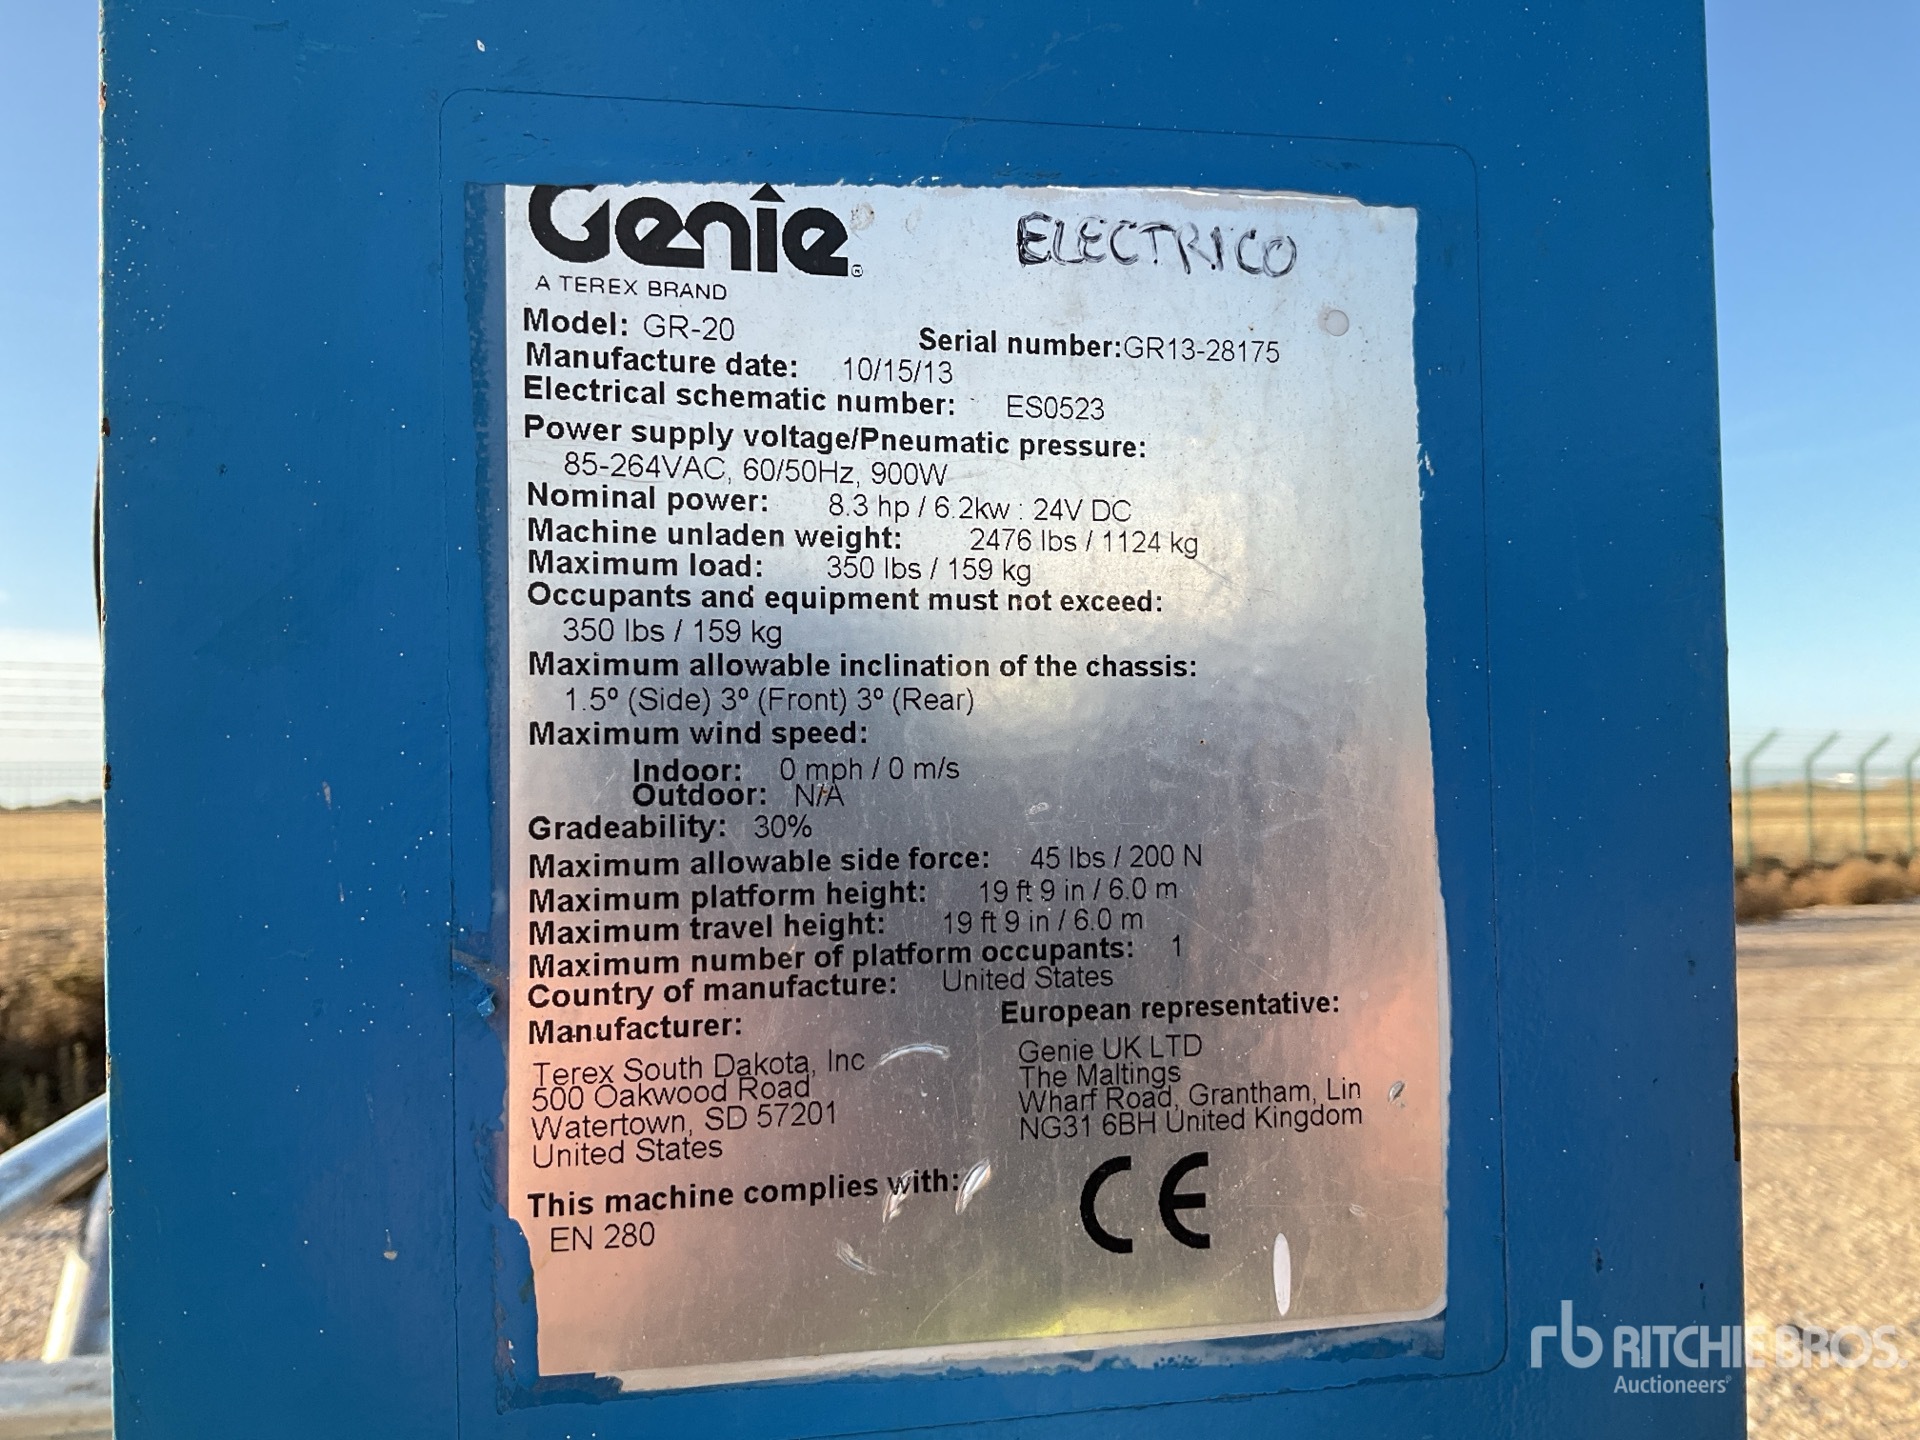 Genie®
ELECTRICO
A TEREX BRAND
Model: GR-20
Serial number:GR13-28175
Manufacture date: 10/15/13
Electrical schematic number: ES0523
Power supply voltage/Pneumatic pressure:
85-264VAC, 60/50Hz, 900W
Nominal power: 8.3 hp / 6.2kw : 24V DC
Machine unladen weight: 2476 lbs / 1124 kg
Maximum load: 350 lbs / 159 kg
Occupants and equipment must not exceed:
350 lbs / 159 kg
Maximum allowable inclination of the chassis:
1.5º (Side) 3º (Front) 3º (Rear)
Maximum wind speed:
Indoor: 0 mph / 0 m/s
Outdoor: N/A
Gradeability: 30%
Maximum allowable side force: 45 lbs / 200 N
Maximum platform height: 19 ft 9 in / 6.0 m
Maximum travel height: 19 ft 9 in / 6.0 m
Maximum number of platform occupants: 1
Country of manufacture: United States
Manufacturer:
Terex South Dakota, Inc
500 Oakwood Road
Watertown, SD 57201
United States
European representative:
Genie UK LTD
The Maltings
Wharf Road, Grantham, Lin
NG31 6BH United Kingdom
This machine complies with:
EN 280
CE
rb RITCHIE BROS.
Auctioneers®